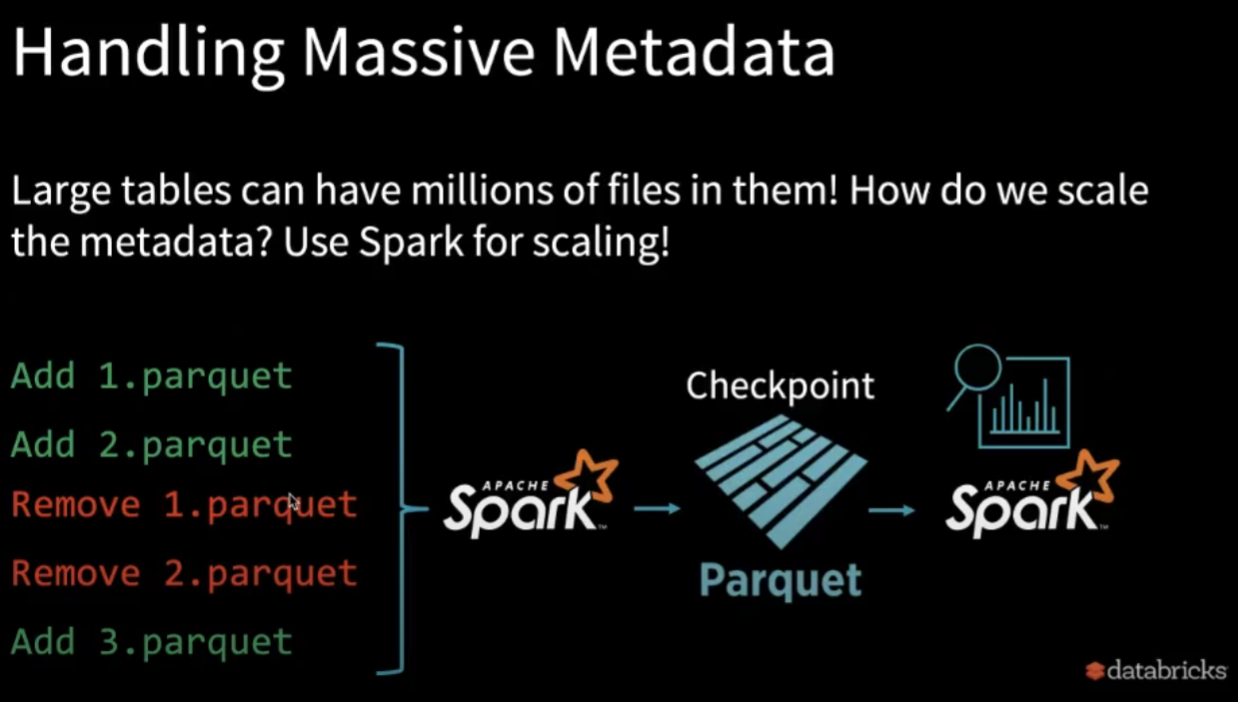 Handling Massive Metadata
Large tables can have millions of files in them! How do we scale
the metadata? Use Spark for scaling!
Add 1.parquet
Add 2.parquet
Remove 1.parquet
Remove 2.parquet
Add 3.parquet
APACHE
Spark™
Checkpoint
Parquet
APACHE
Spark™
databricks